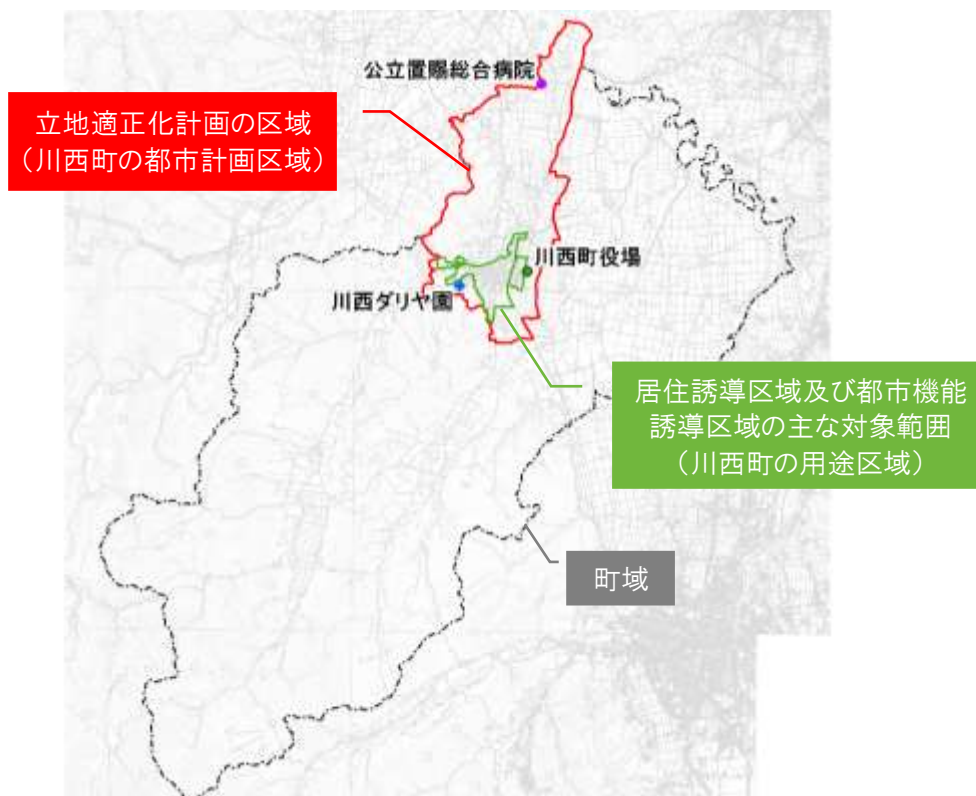 公立置賜総合病院
立地適正化計画の区域
（川西町の都市計画区域）
川西町役場
川西ダリヤ園
居住誘導区域及び都市機能
誘導区域の主な対象範囲
（川西町の用途区域）
町域